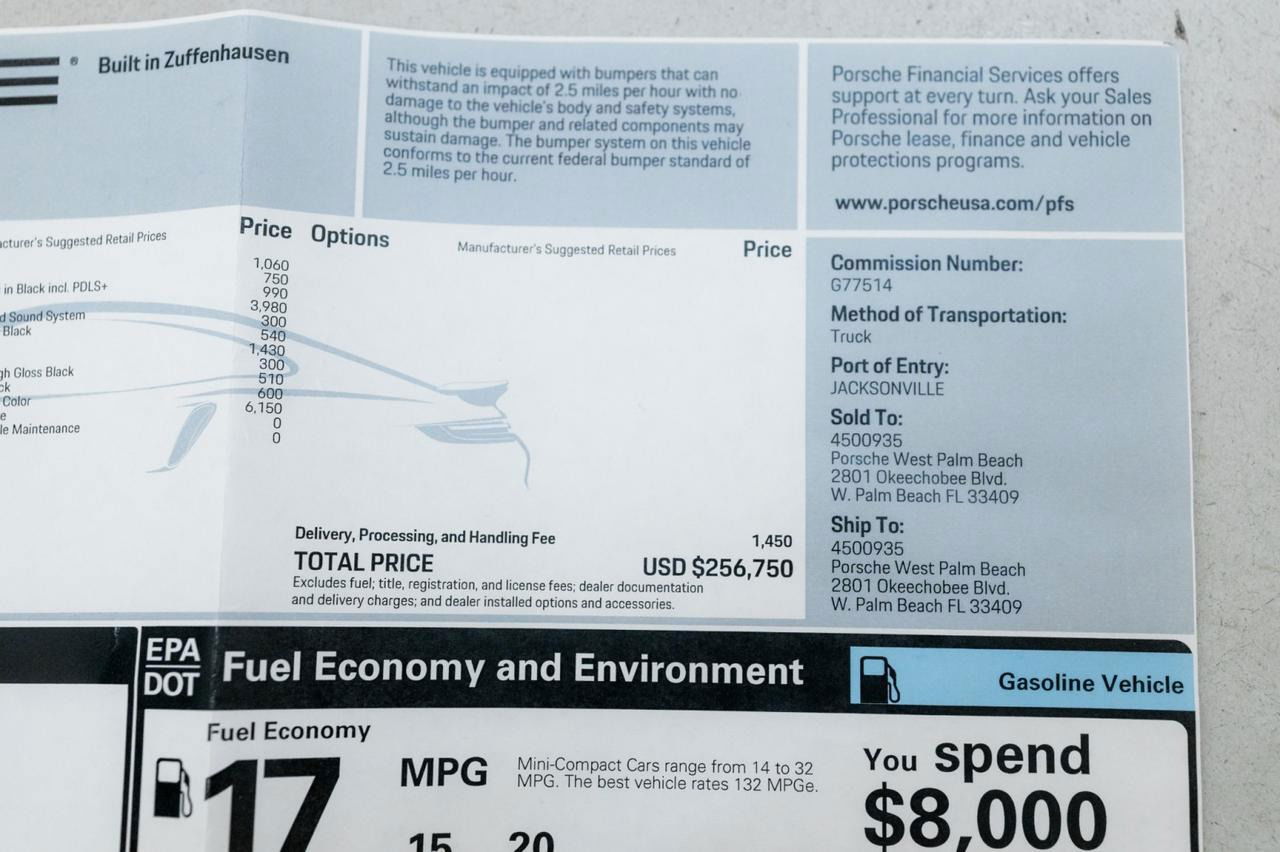 ® Built in Zuffenhausen
This vehicle is equipped with bumpers that can
withstand an impact of 2.5 miles per hour with no
damage to the vehicle's body and safety systems,
although the bumper and related components may
sustain damage. The bumper system on this vehicle
conforms to the current federal bumper standard of
2.5 miles per hour.
Porsche Financial Services offers
support at every turn. Ask your Sales
Professional for more information on
Porsche lease, finance and vehicle
protections programs.
www.porscheusa.com/pfs
acturer's Suggested Retail Prices Price
1,060
750
in Black incl. PDLS+ 990
3,980
d Sound System 300
Black 540
1,430
300
gh Gloss Black 510
ck 600
Color 6,150
e 0
le Maintenance 0
Options Manufacturer's Suggested Retail Prices Price
Delivery, Processing, and Handling Fee 1,450
TOTAL PRICE USD $256,750
Excludes fuel; title, registration, and license fees; dealer documentation
and delivery charges; and dealer installed options and accessories.
Commission Number:
G77514
Method of Transportation:
Truck
Port of Entry:
JACKSONVILLE
Sold To:
4500935
Porsche West Palm Beach
2801 Okeechobee Blvd.
W. Palm Beach FL 33409
Ship To:
4500935
Porsche West Palm Beach
2801 Okeechobee Blvd.
W. Palm Beach FL 33409
EPA
DOT
Fuel Economy and Environment
Gasoline Vehicle
Fuel Economy
17 MPG
Mini-Compact Cars range from 14 to 32
MPG. The best vehicle rates 132 MPGe.
15 20
You spend
$8,000